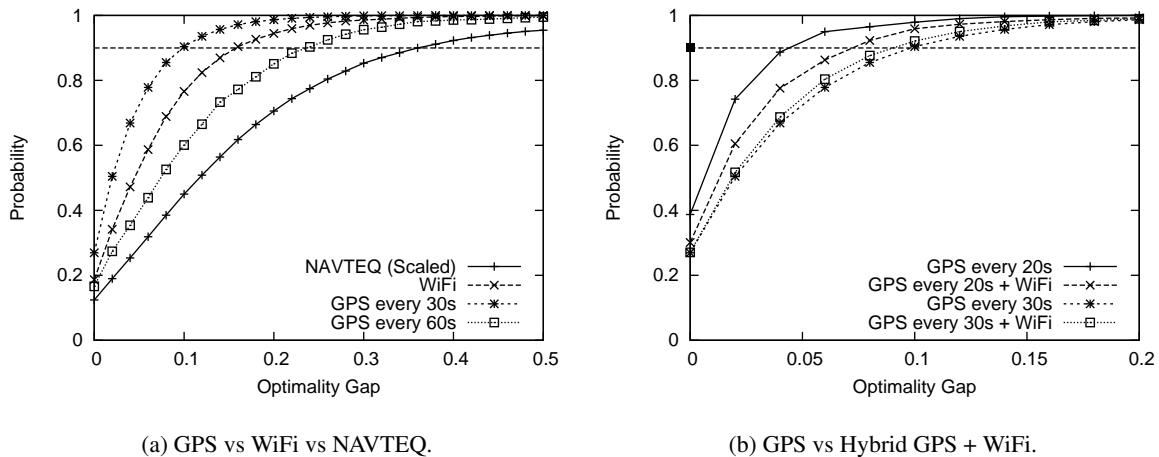 1
0.8
0.6
0.4
0.2
0
Probability
NAVTEQ (Scaled)
WiFi
GPS every 30s
GPS every 60s
0 0.1 0.2 0.3 0.4 0.5
Optimality Gap
(a) GPS vs WiFi vs NAVTEQ.
1
0.8
0.6
0.4
0.2
0
Probability
GPS every 20s
GPS every 20s + WiFi
GPS every 30s
GPS every 30s + WiFi
0 0.05 0.1 0.15 0.2
Optimality Gap
(b) GPS vs Hybrid GPS + WiFi.